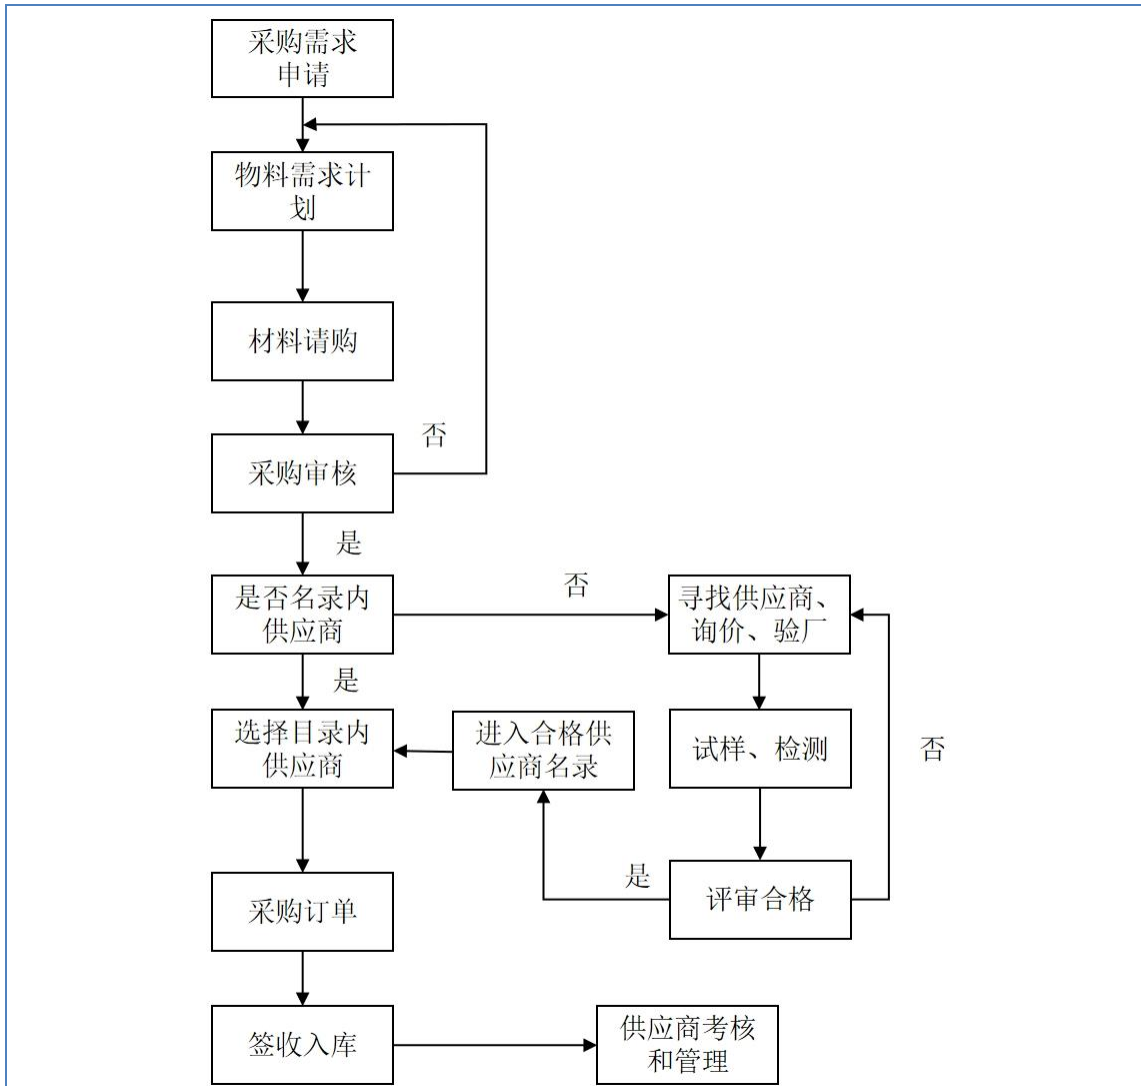 采购需求
申请
物料需求计
划
材料请购
否
采购审核
是
是否名录内
供应商
否
寻找供应商、
询价、验厂
是
选择目录内
供应商
进入合格供
应商名录
试样、检测
否
是
评审合格
采购订单
签收入库
供应商考核
和管理